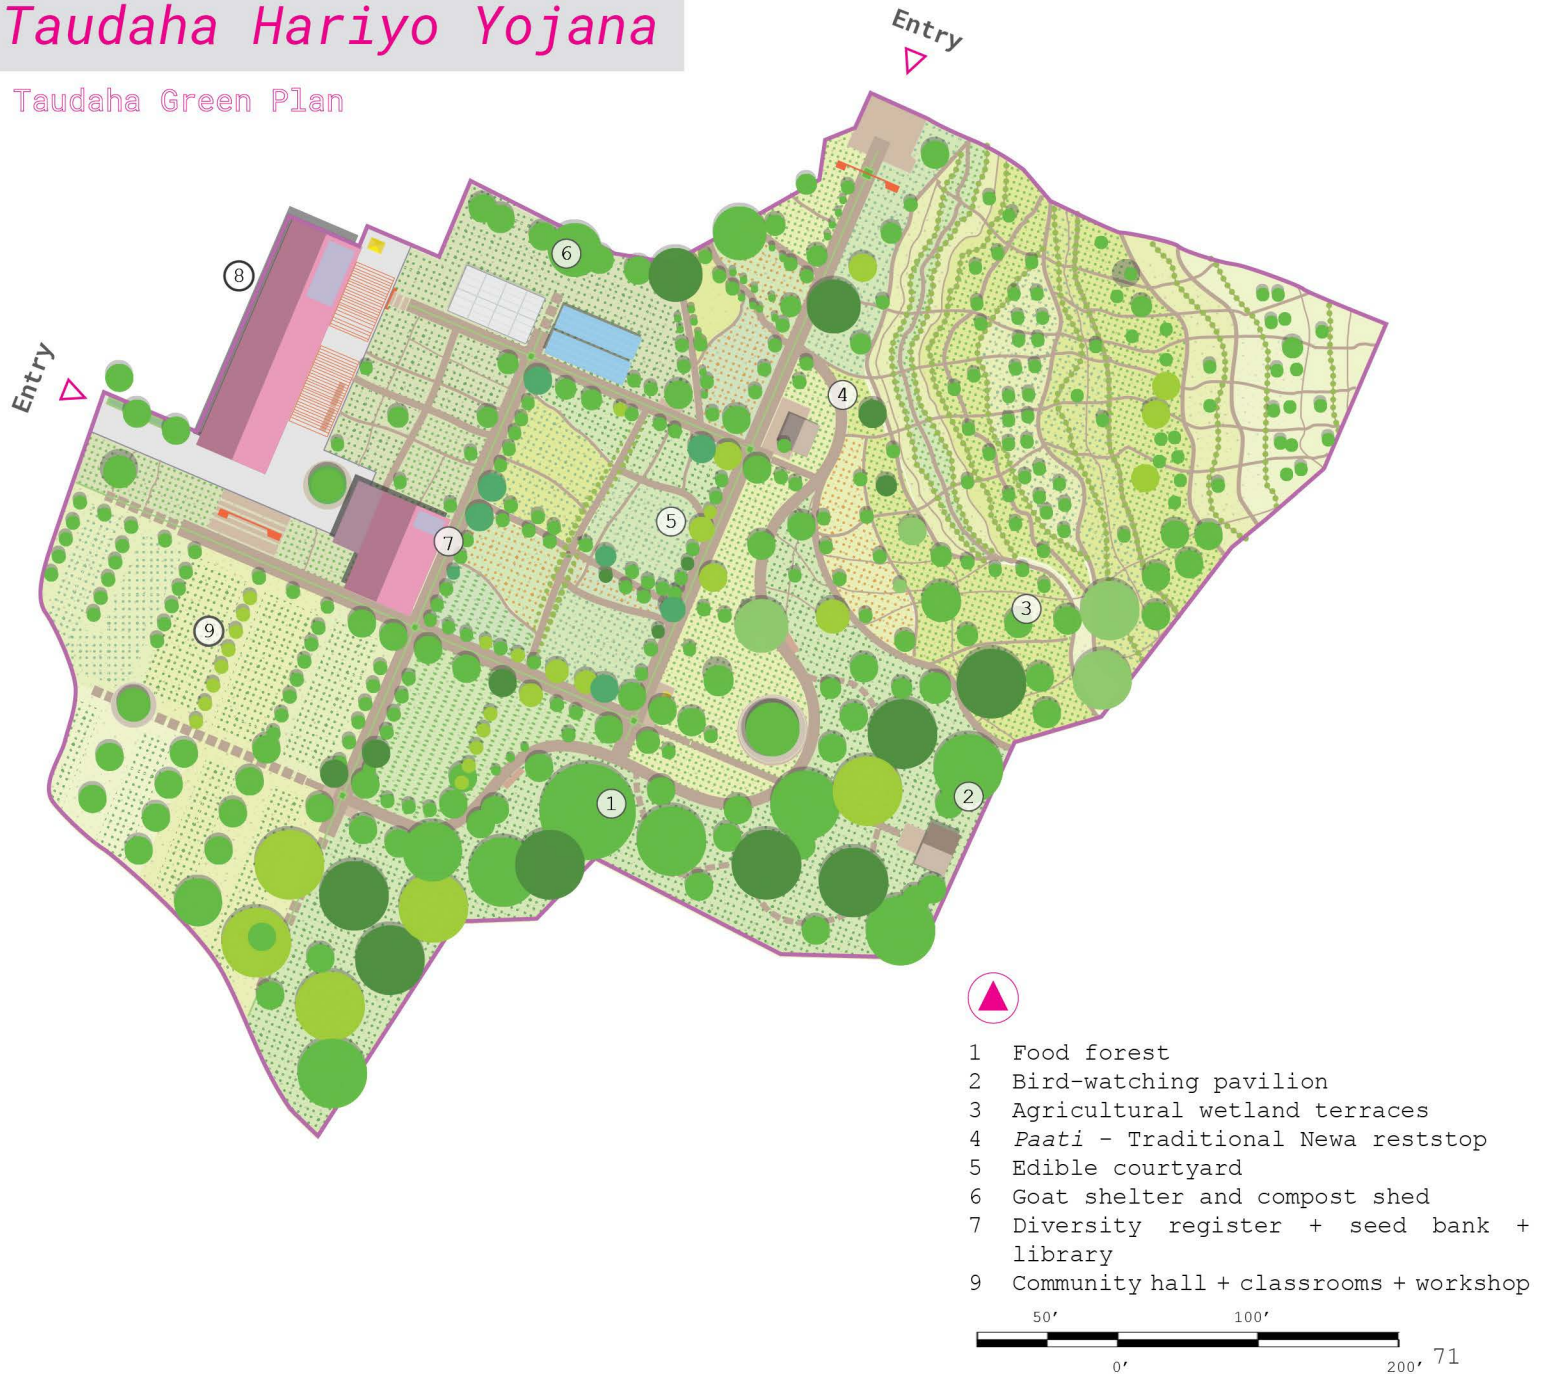 Taudaha Hariyo Yojana
Taudaha Green Plan
Entry
Entry
6
8
4
5
7
3
9
1
2
1 Food forest
2 Bird-watching pavilion
3 Agricultural wetland terraces
4 Paati - Traditional Newa reststop
5 Edible courtyard
6 Goat shelter and compost shed
7 Diversity register + seed bank +
library
9 Community hall + classrooms + workshop
50’ 100’
0’ 200’
71